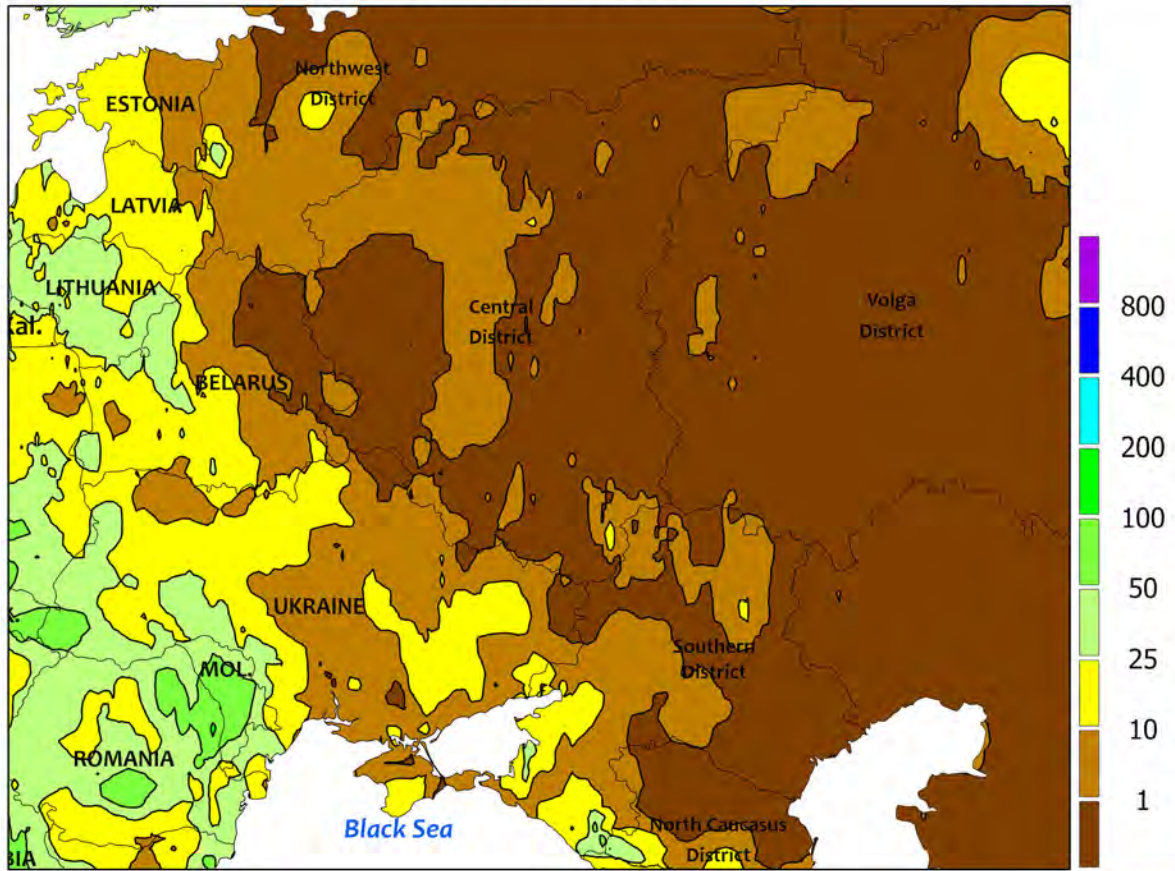 Northwest
District
ESTONIA
LATVIA
LITHUANIA
Kal.
Central
District
Volga
District
BELARUS
UKRAINE
MOL.
Southern
District
ROMANIA
Black Sea
North Caucasus
District
BIA
800
400
200
100
50
25
10
1